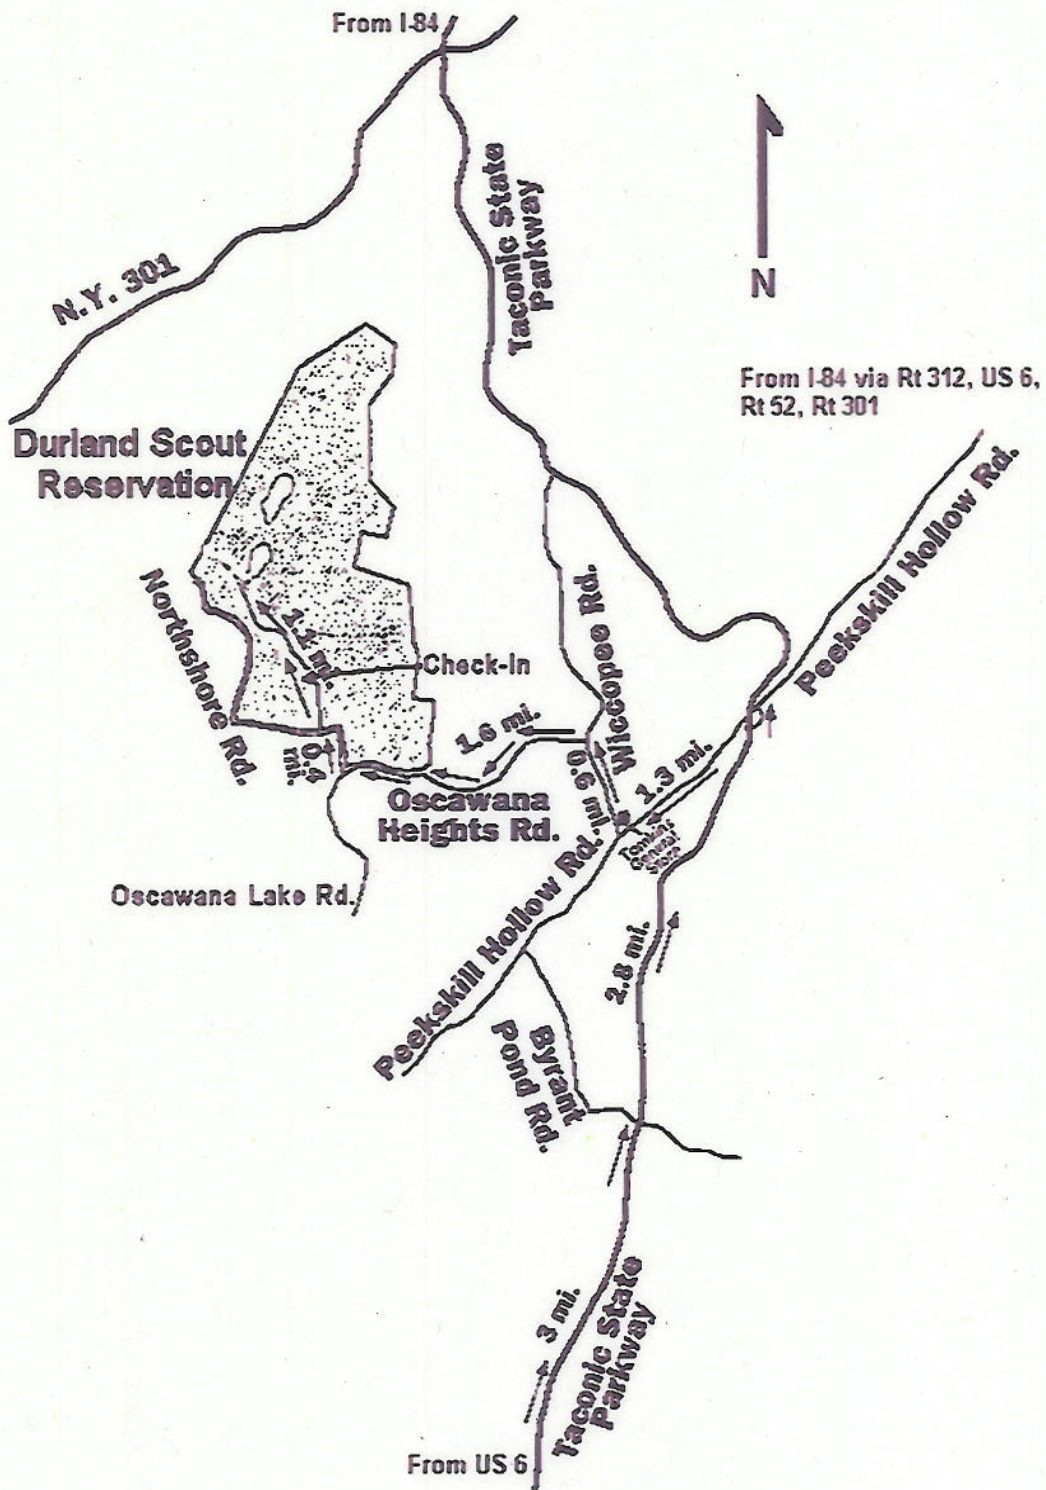 From I-84
Taconic State
Parkway
N
N.Y. 301
From I-84 via Rt 312, US 6,
Rt 52, Rt 301
Durland Scout
Reservation
Peekskill Hollow Rd.
Northshore Rd.
1.1 mi.
Check-In
Wiccopee Rd.
1.6 mi.
0.4
mi.
0.6 mi.
1.3 mi.
Oscawana
Heights Rd.
General
Store
Oscawana Lake Rd.
Peekskill Hollow Rd.
2.8 mi.
Byrant
Pond Rd.
3 mi.
Taconic State
Parkway
From US 6